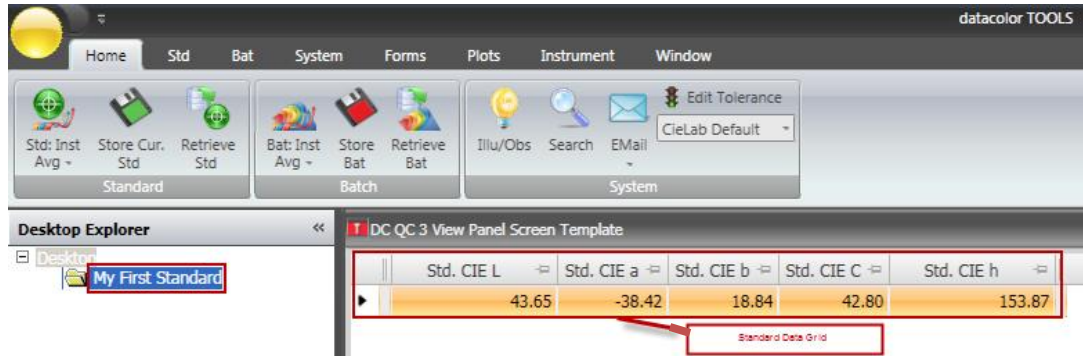 datacolor TOOLS
Home Std Bat System Forms Plots Instrument Window
Std: Inst Avg
Store Cur. Std
Retrieve Std
Standard
Bat: Inst Avg
Store Bat
Retrieve Bat
Batch
Illu/Obs
Search
EMail
Edit Tolerance
CieLab Default
System
Desktop Explorer
Desktop
My First Standard
DC QC 3 View Panel Screen Template
Std. CIE L Std. CIE a Std. CIE b Std. CIE C Std. CIE h
43.65 -38.42 18.84 42.80 153.87
Standard Data Grid